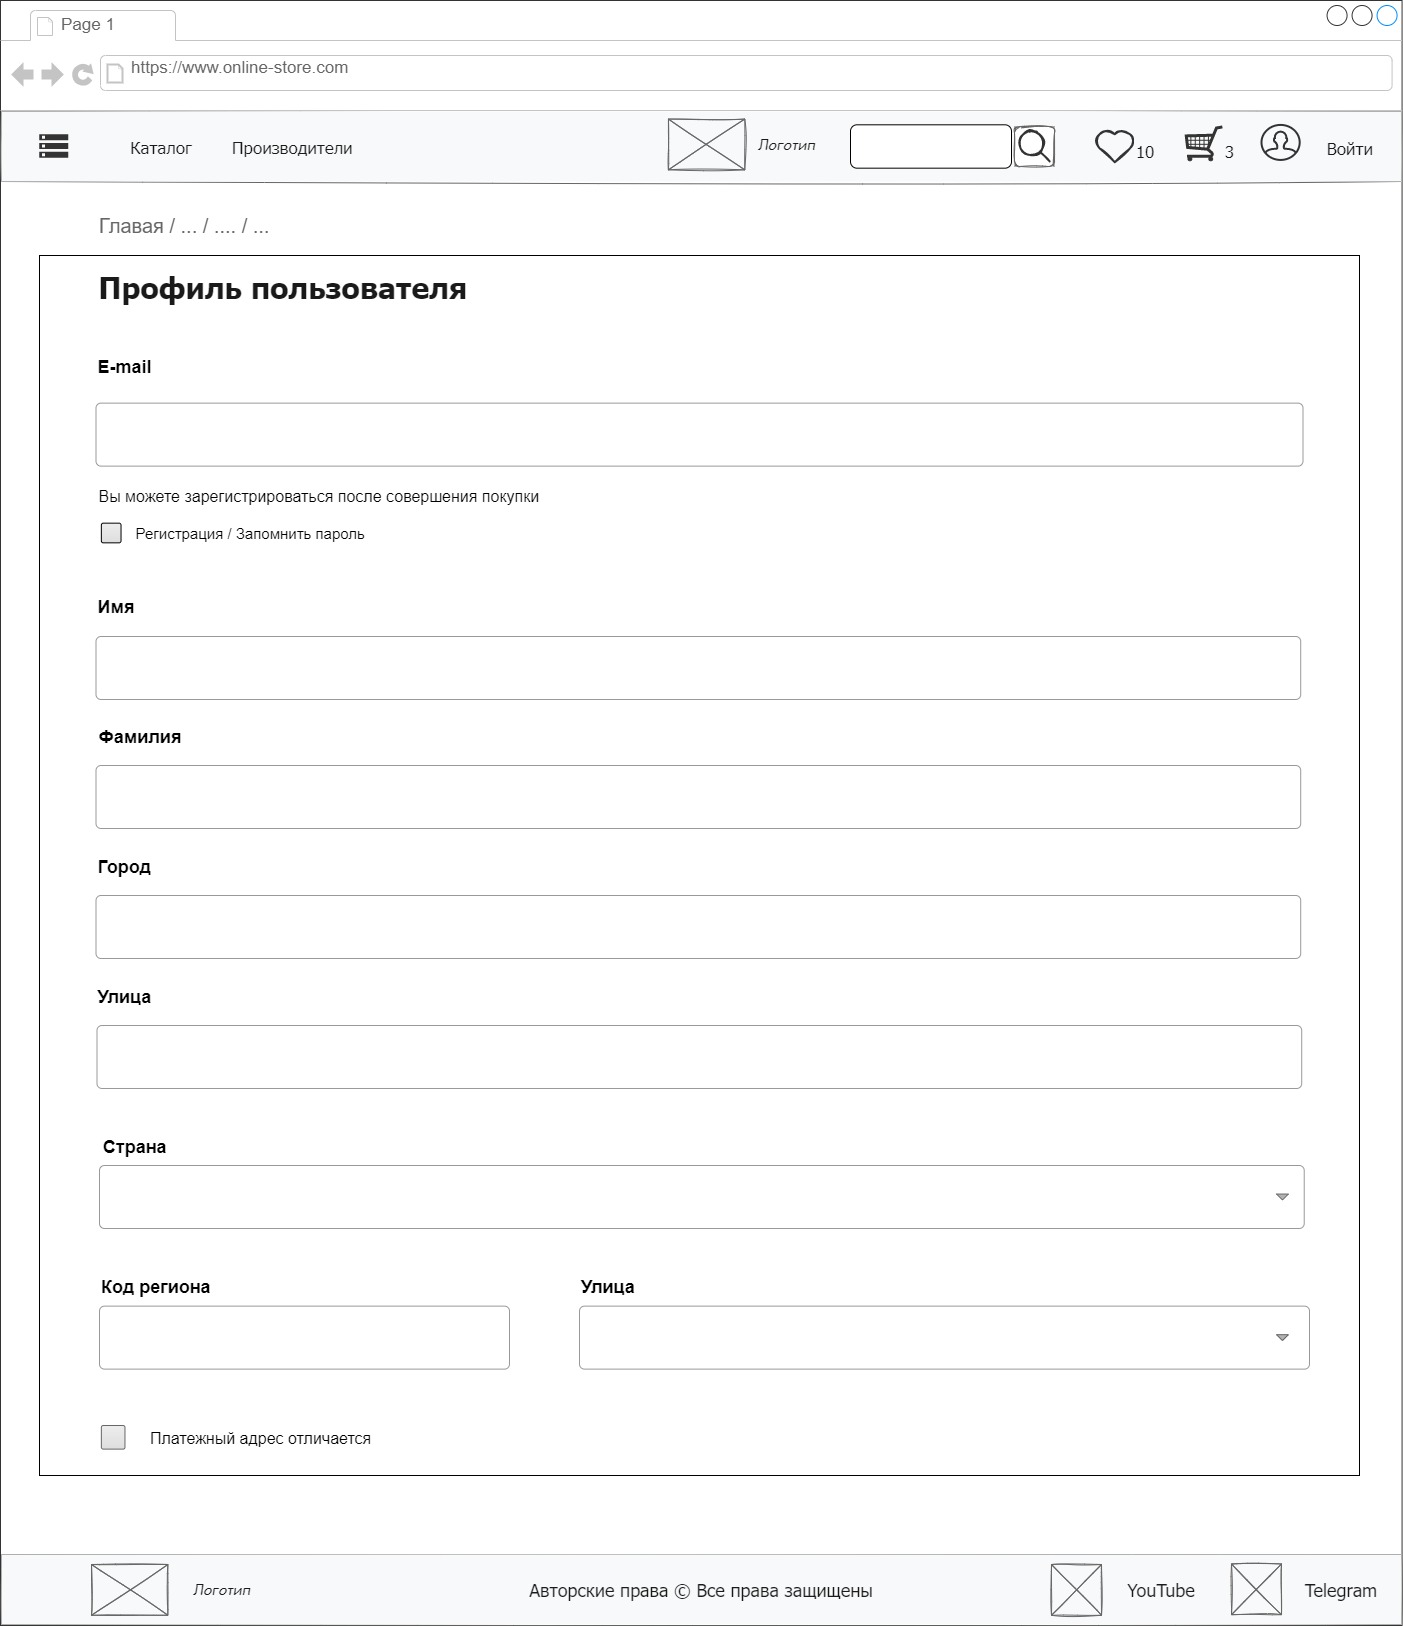 Page 1
https://www.online-store.com
Каталог
Производители
Логотип
10
3
Войти
Главая / ... / .... / ...
Профиль пользователя
E-mail
Вы можете зарегистрироваться после совершения покупки
Регистрация / Запомнить пароль
Имя
Фамилия
Город
Улица
Страна
Код региона
Улица
Платежный адрес отличается
Логотип
Авторские права © Все права защищены
YouTube
Telegram